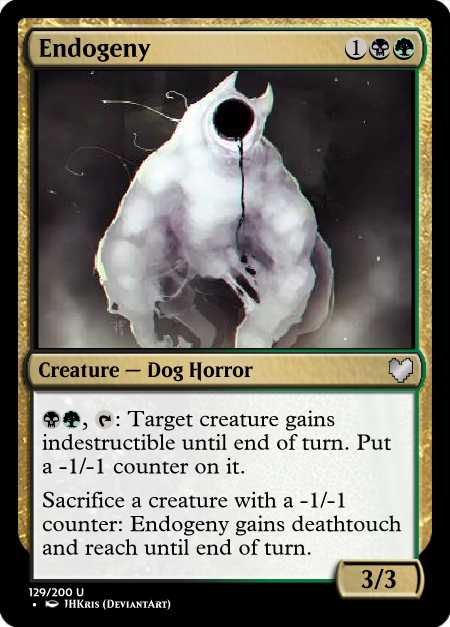 Endogeny 1
Creature — Dog Horror
, : Target creature gains
indestructible until end of turn. Put
a -1/-1 counter on it.
Sacrifice a creature with a -1/-1
counter: Endogeny gains deathtouch
and reach until end of turn.
3/3
129/200 U
• JHKris (DeviantArt)